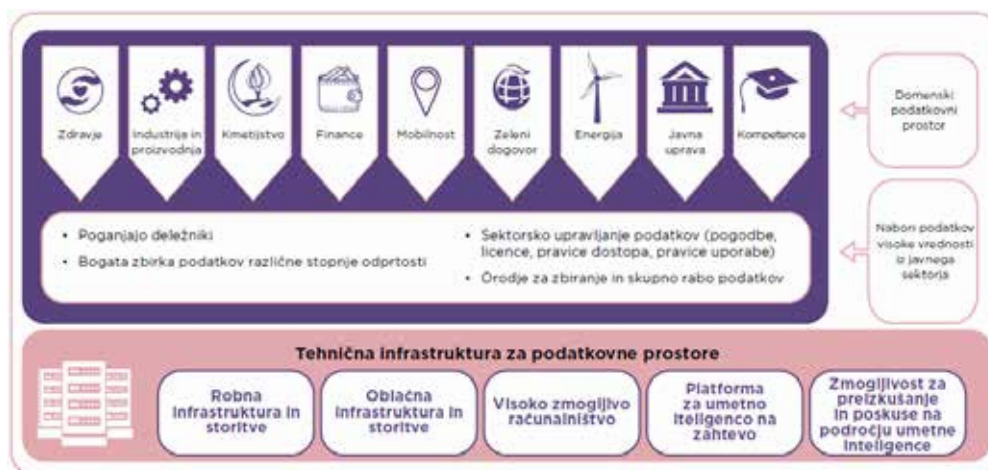 Zdravje
Industrija in
proizvodnja
Kmetijstvo
Finance
Mobilnost
Zeleni
dogovor
Energija
Javna
uprava
Kompetence
Domenski
podatkovni
prostor
• Poganjajo deležniki
• Bogata zbirka podatkov različne stopnje odprtosti
• Sektorsko upravljanje podatkov (pogodbe,
licence, pravice dostopa, pravice uporabe)
• Orodje za zbiranje in skupno rabo podatkov
Nabori podatkov
visoke vrednosti
iz javnega
sektorja
Tehnična infrastruktura za podatkovne prostore
Robna
infrastruktura in
storitve
Oblačna
infrastruktura in
storitve
Visoko zmogljivo
računalništvo
Platforma
za umetno
iteligenco na
zahtevo
Zmogljivost za
preizkušanje
in poskuse na
področju umetne
inteligence